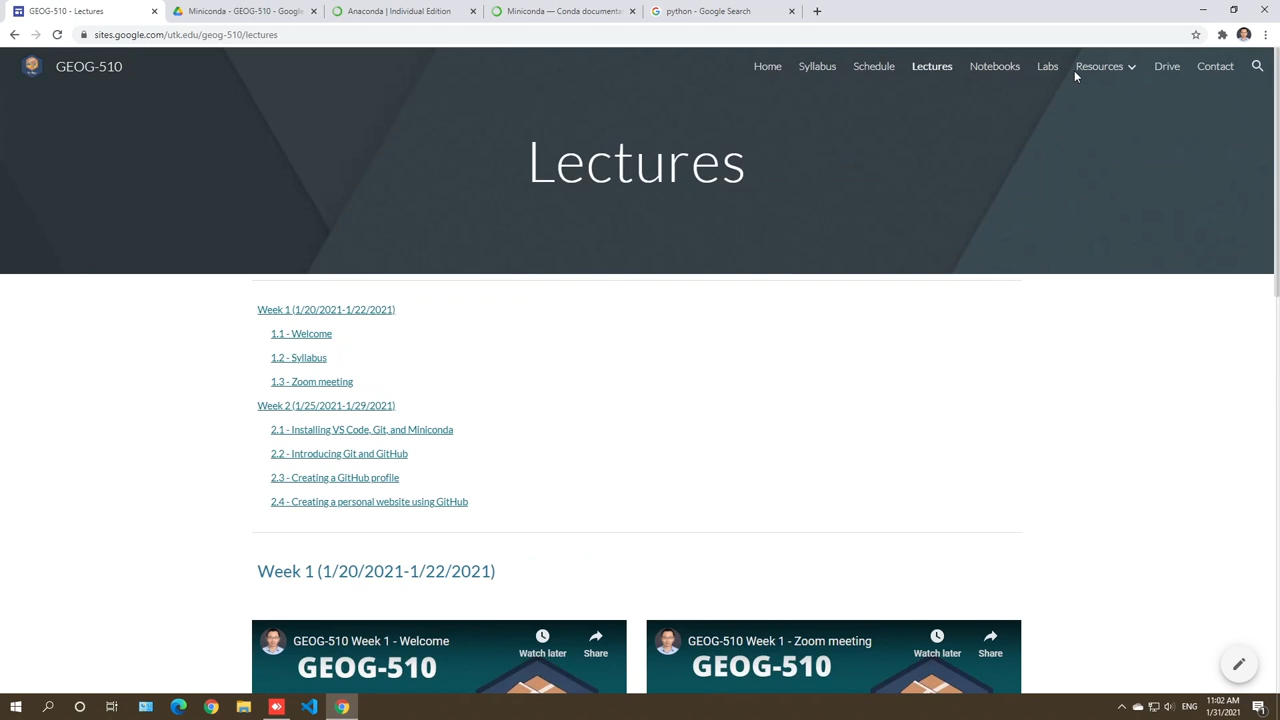 GEOG-510 - Lectures
Miniconda - GEOG-510 - Google
Anaconda | Individual Edition
Miniconda — Conda documenta
python - Google Search
sites.google.com/utk.edu/geog-510/lectures
GEOG-510
Home
Syllabus
Schedule
Lectures
Notebooks
Labs
Resources
Drive
Contact
Lectures
Week 1 (1/20/2021-1/22/2021)
1.1 - Welcome
1.2 - Syllabus
1.3 - Zoom meeting
Week 2 (1/25/2021-1/29/2021)
2.1 - Installing VS Code, Git, and Miniconda
2.2 - Introducing Git and GitHub
2.3 - Creating a GitHub profile
2.4 - Creating a personal website using GitHub
Week 1 (1/20/2021-1/22/2021)
GEOG-510 Week 1 - Welcome
Watch later
Share
GEOG-510
GEOG-510 Week 1 - Zoom meeting
Watch later
Share
GEOG-510
ENG
11:02 AM
1/31/2021
1